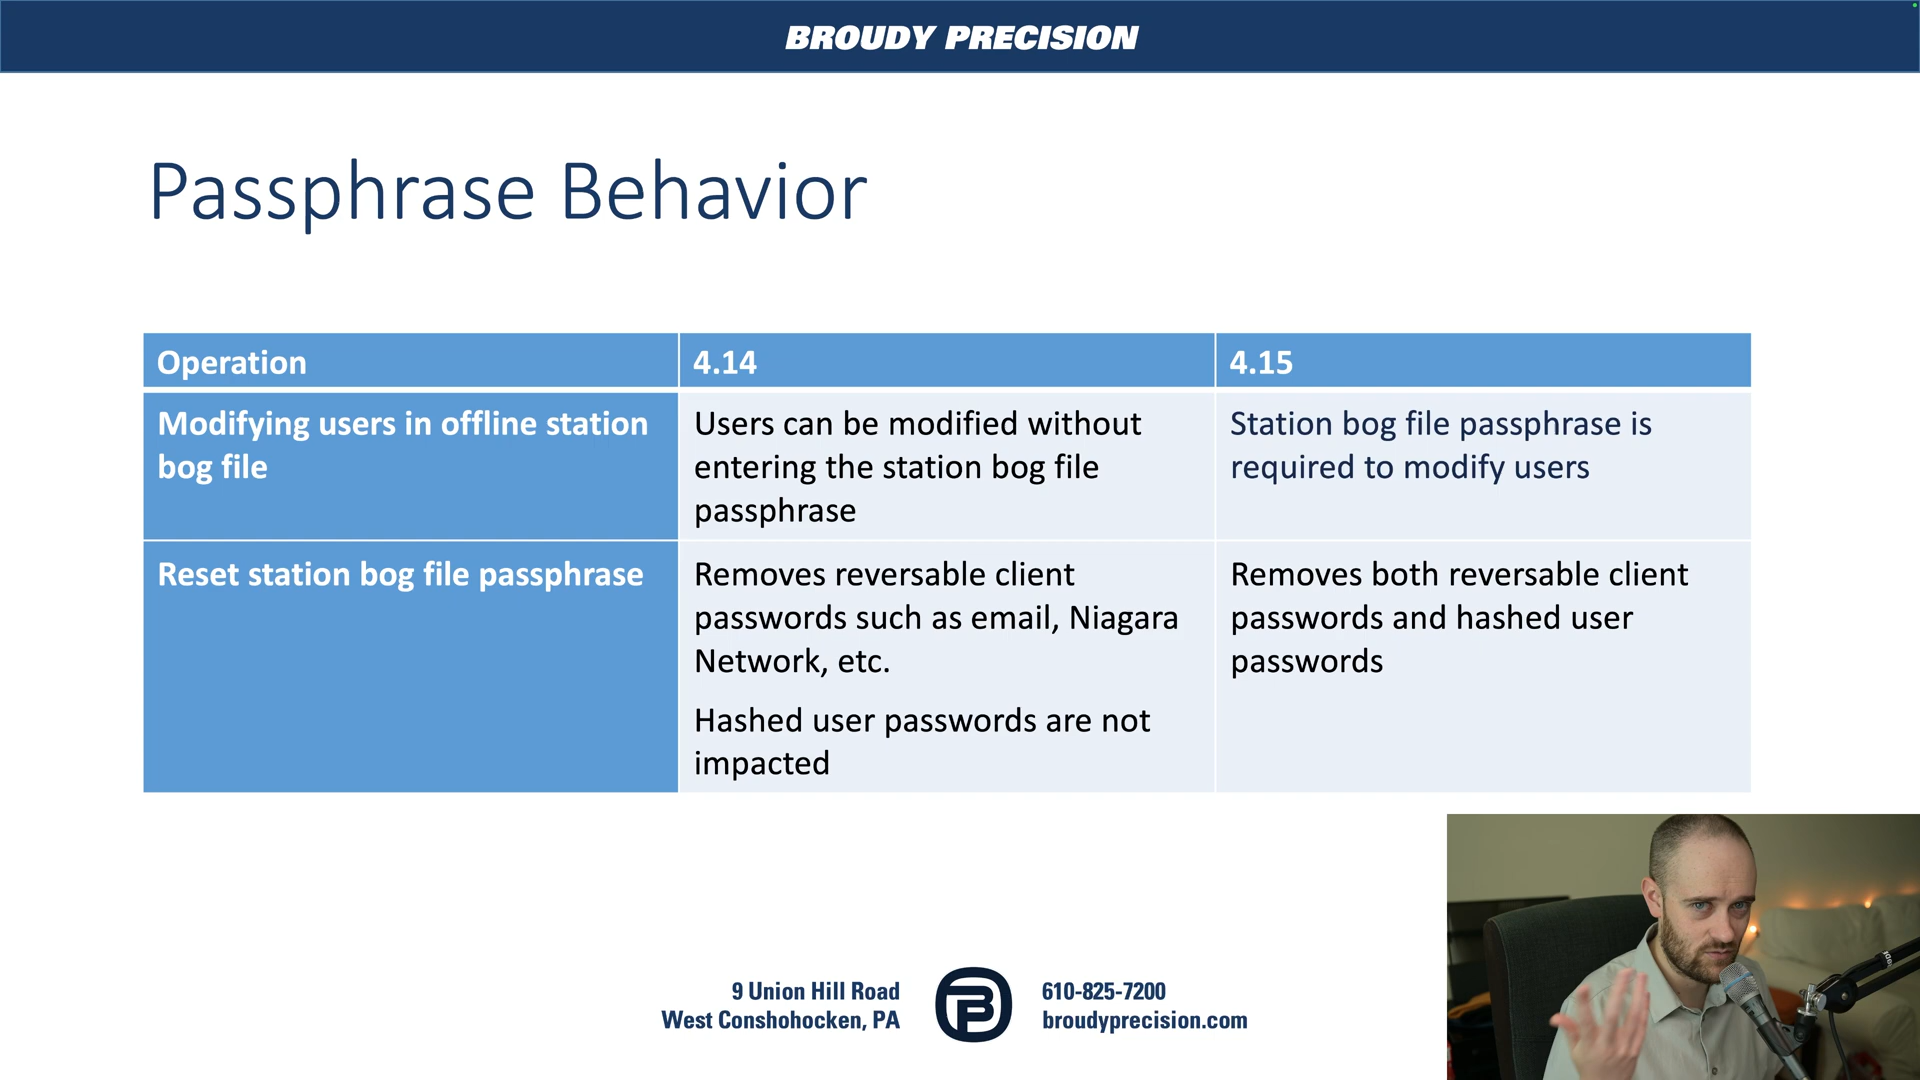 BROUDY PRECISION
Passphrase Behavior
Operation
4.14
4.15
Modifying users in offline station
bog file
Users can be modified without
entering the station bog file
passphrase
Station bog file passphrase is
required to modify users
Reset station bog file passphrase
Removes reversable client
passwords such as email, Niagara
Network, etc.
Hashed user passwords are not
impacted
Removes both reversable client
passwords and hashed user
passwords
9 Union Hill Road
West Conshohocken, PA
610-825-7200
broudyprecision.com